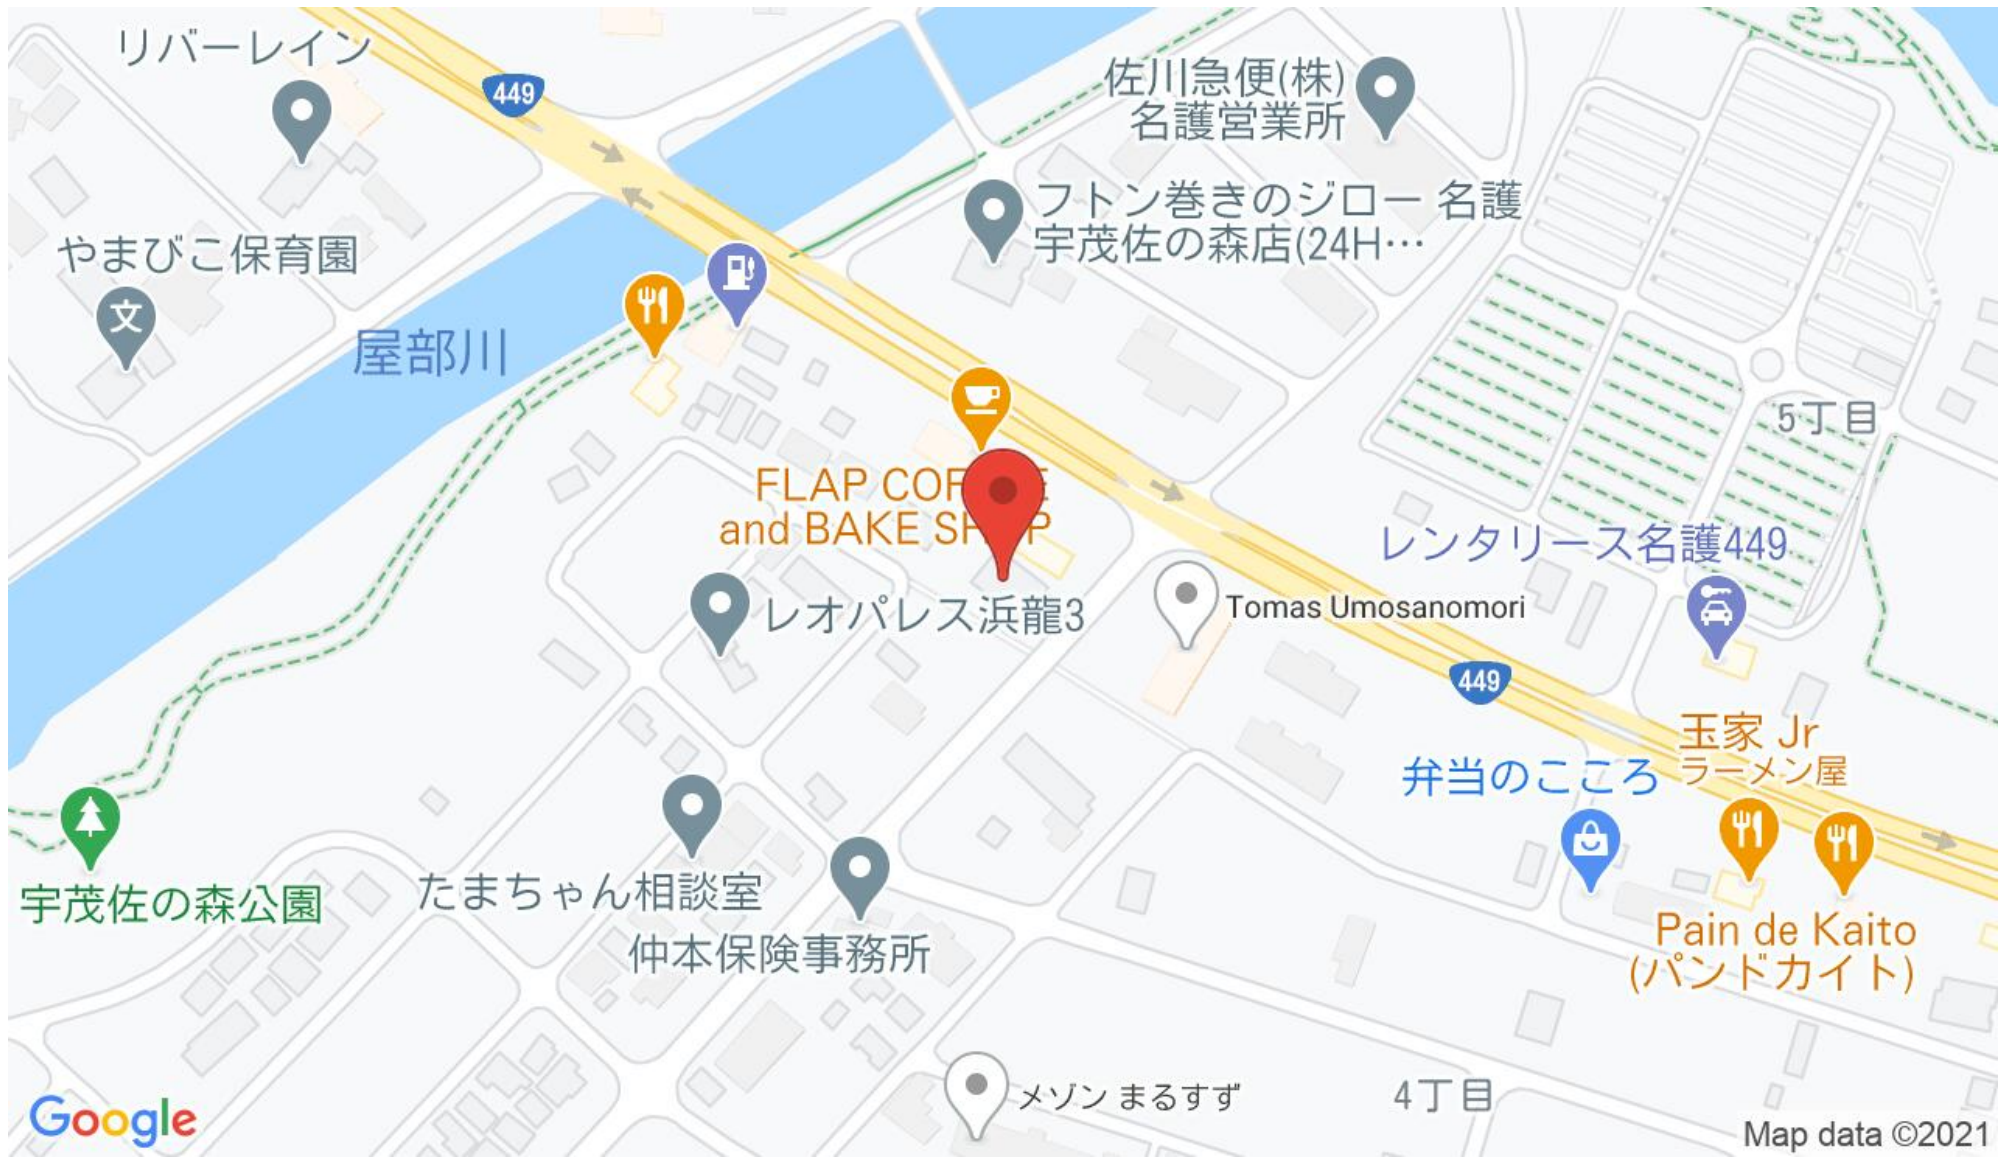 リバーレイン
449
佐川急便(株)
名護営業所
フトン巻きのジロー 名護
宇茂佐の森店(24H…
やまびこ保育園
文
屋部川
5丁目
FLAP COFFEE
and BAKE SHOP
レンタリース名護449
レオパレス浜龍3
Tomas Umosanomori
449
玉家 Jr
ラーメン屋
弁当のこころ
宇茂佐の森公園
たまちゃん相談室
仲本保険事務所
Pain de Kaito
(パンドカイト)
メゾン まるすず
4丁目
Google
Map data ©2021